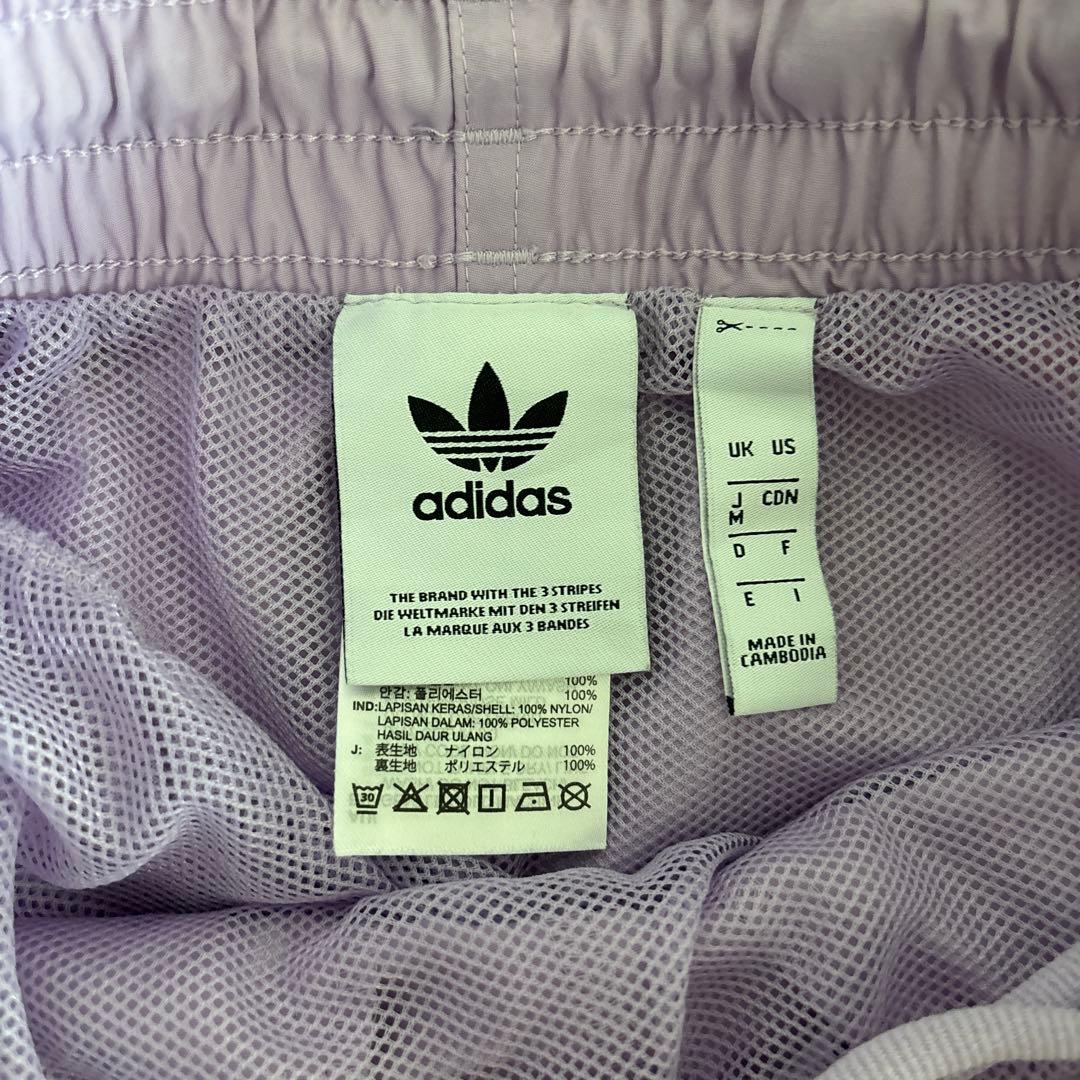 adidas
THE BRAND WITH THE 3 STRIPES
DIE WELTMARKE MIT DEN 3 STREIFEN
LA MARQUE AUX 3 BANDES
100%
안감: 폴리에스터 100%
IND:LAPISAN KERAS/SHELL: 100% NYLON/
LAPISAN DALAM: 100% POLYESTER
HASIL DAUR ULANG
J: 表生地 ナイロン 100%
裏生地 ポリエステル 100%
30
UK US
J CDN
M
D F
E I
MADE IN
CAMBODIA